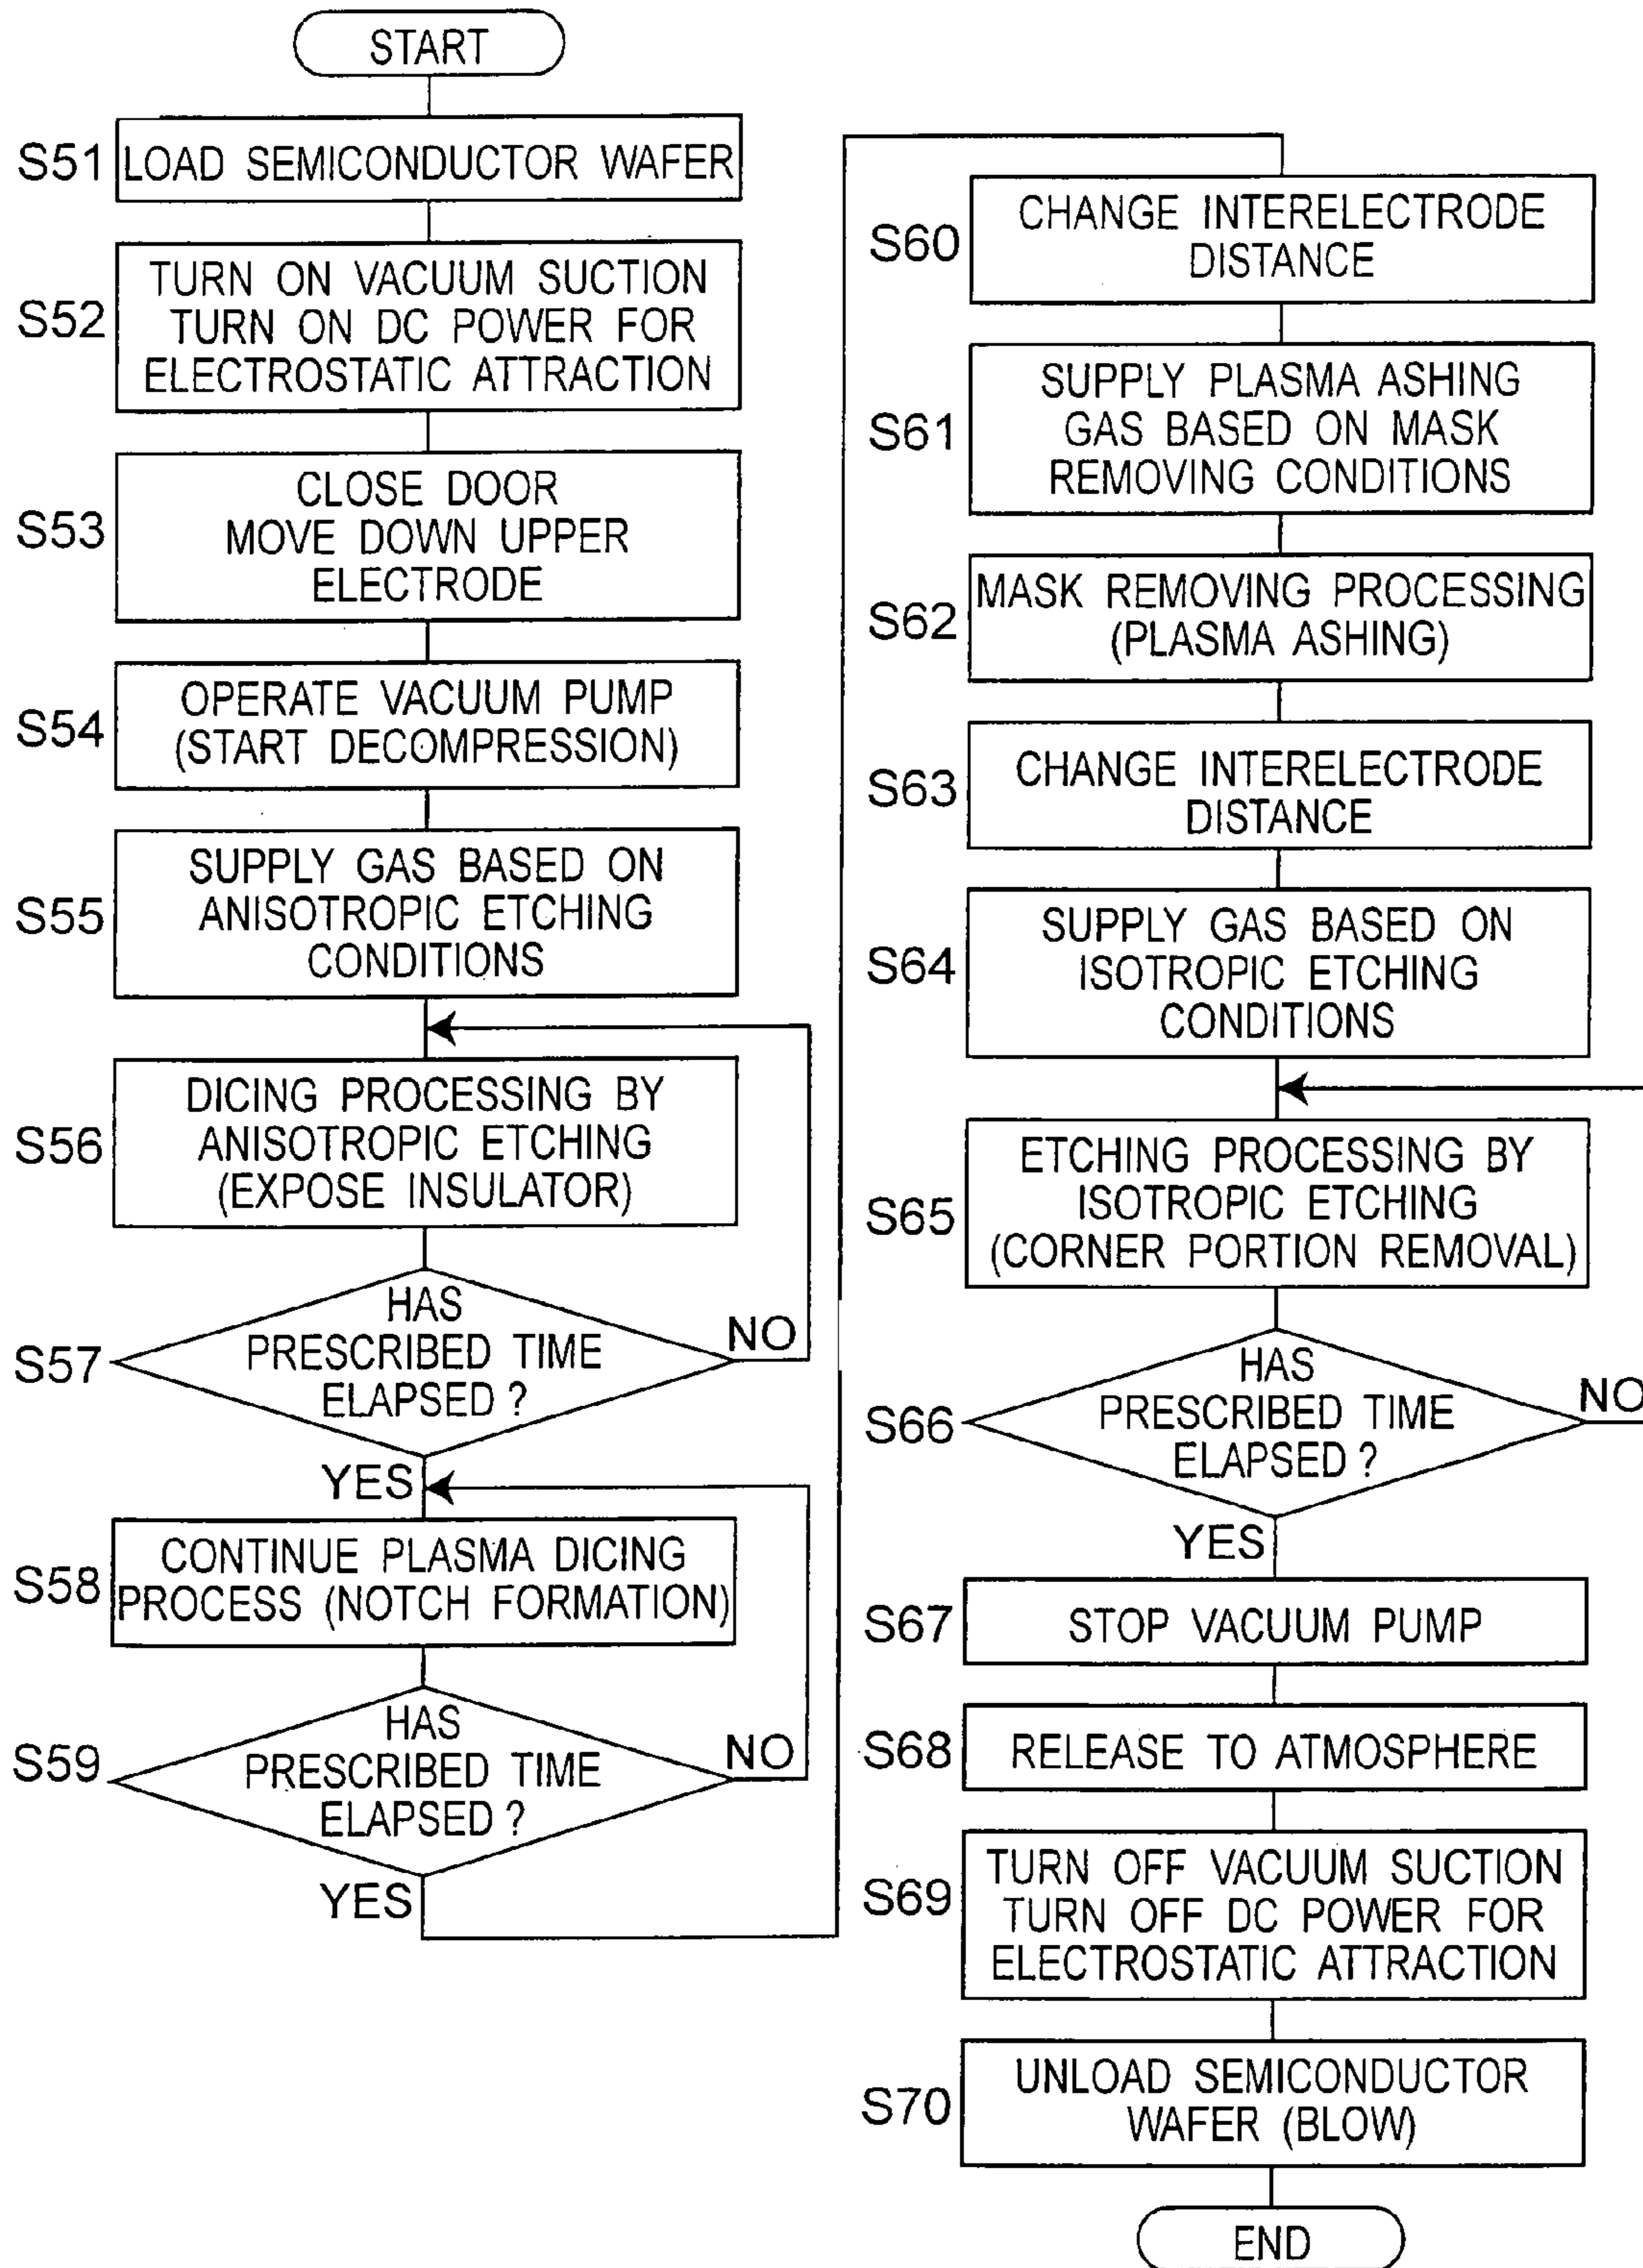 START
S51
LOAD SEMICONDUCTOR WAFER
S52
TURN ON VACUUM SUCTION
TURN ON DC POWER FOR
ELECTROSTATIC ATTRACTION
S53
CLOSE DOOR
MOVE DOWN UPPER
ELECTRODE
S54
OPERATE VACUUM PUMP
(START DECOMPRESSION)
S55
SUPPLY GAS BASED ON
ANISOTROPIC ETCHING
CONDITIONS
S56
DICING PROCESSING BY
ANISOTROPIC ETCHING
(EXPOSE INSULATOR)
S57
HAS
PRESCRIBED TIME
ELAPSED ?
NO
YES
S58
CONTINUE PLASMA DICING
PROCESS (NOTCH FORMATION)
S59
HAS
PRESCRIBED TIME
ELAPSED ?
NO
YES
S60
CHANGE INTERELECTRODE
DISTANCE
S61
SUPPLY PLASMA ASHING
GAS BASED ON MASK
REMOVING CONDITIONS
S62
MASK REMOVING PROCESSING
(PLASMA ASHING)
S63
CHANGE INTERELECTRODE
DISTANCE
S64
SUPPLY GAS BASED ON
ISOTROPIC ETCHING
CONDITIONS
S65
ETCHING PROCESSING BY
ISOTROPIC ETCHING
(CORNER PORTION REMOVAL)
S66
HAS
PRESCRIBED TIME
ELAPSED ?
NO
YES
S67
STOP VACUUM PUMP
S68
RELEASE TO ATMOSPHERE
S69
TURN OFF VACUUM SUCTION
TURN OFF DC POWER FOR
ELECTROSTATIC ATTRACTION
S70
UNLOAD SEMICONDUCTOR
WAFER (BLOW)
END